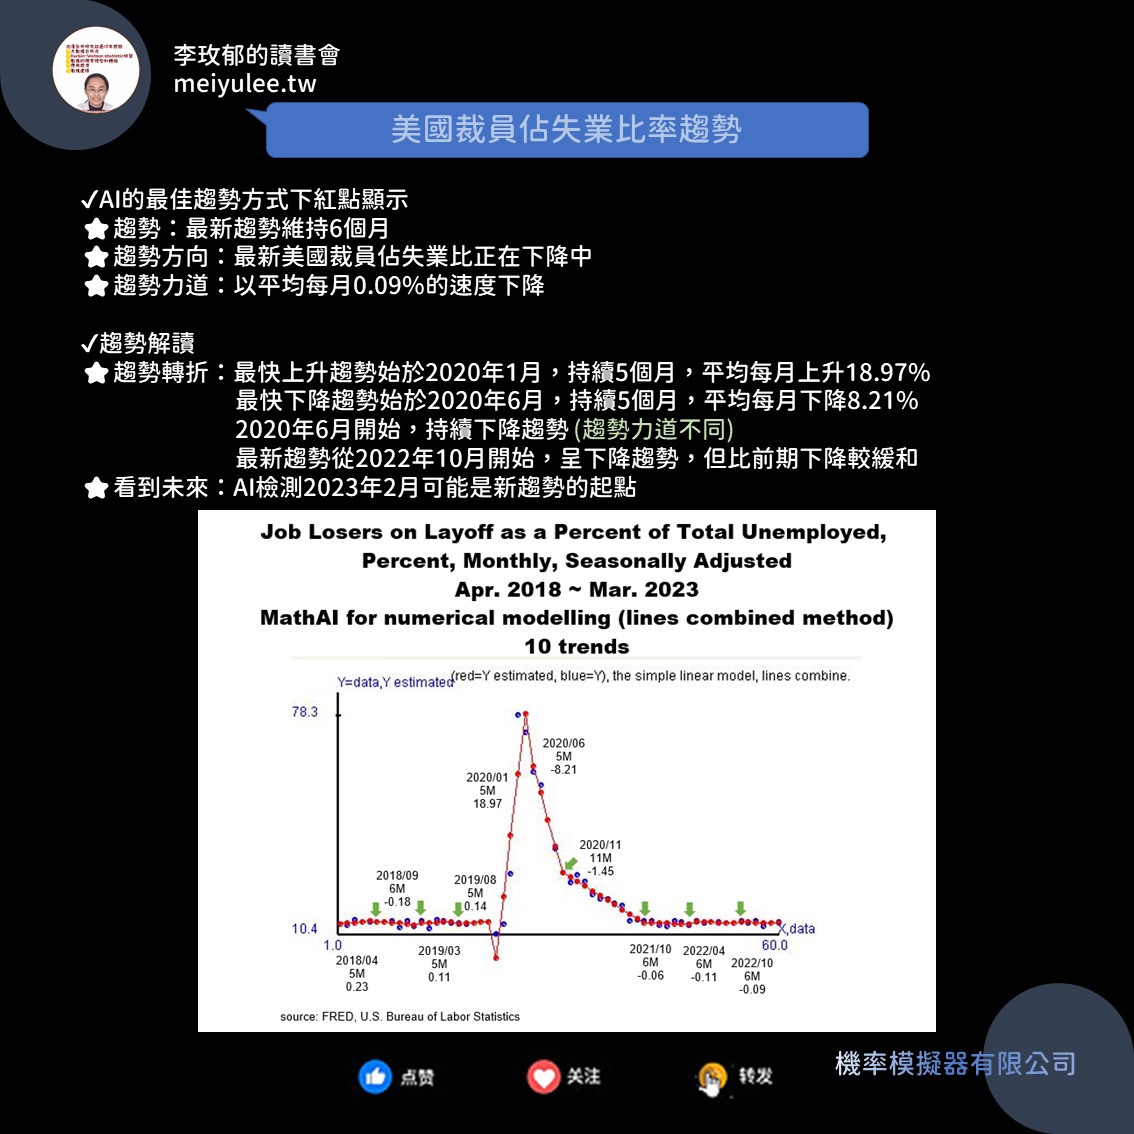 李玫郁的讀書會
meiyulee.tw
美國裁員佔失業比率趨勢
✓AI的最佳趨勢方式下紅點顯示
★趨勢：最新趨勢維持6個月
★趨勢方向：最新美國裁員佔失業比正在下降中
★趨勢力道：以平均每月0.09%的速度下降
✓趨勢解讀
★趨勢轉折：最快上升趨勢始於2020年1月，持續5個月，平均每月上升18.97%
最快下降趨勢始於2020年6月，持續5個月，平均每月下降8.21%
2020年6月開始，持續下降趨勢(趨勢力道不同)
最新趨勢從2022年10月開始，呈下降趨勢，但比前期下降較緩和
★看到未來：AI檢測2023年2月可能是新趨勢的起點
Job Losers on Layoff as a Percent of Total Unemployed,
Percent, Monthly, Seasonally Adjusted
Apr. 2018 ~ Mar. 2023
MathAI for numerical modelling (lines combined method)
10 trends
(red=Y estimated, blue=Y), the simple linear model, lines combine.
Y=data,Y estimated
78.3
2020/06
5M
-8.21
2020/01
5M
18.97
2020/11
11M
-1.45
2018/09
6M
-0.18
2019/08
5M
0.14
10.4
X,data
1.0
60.0
2018/04
5M
0.23
2019/03
5M
0.11
2021/10
6M
-0.06
2022/04
6M
-0.11
2022/10
6M
-0.09
source: FRED, U.S. Bureau of Labor Statistics
点赞
关注
转发
機率模擬器有限公司